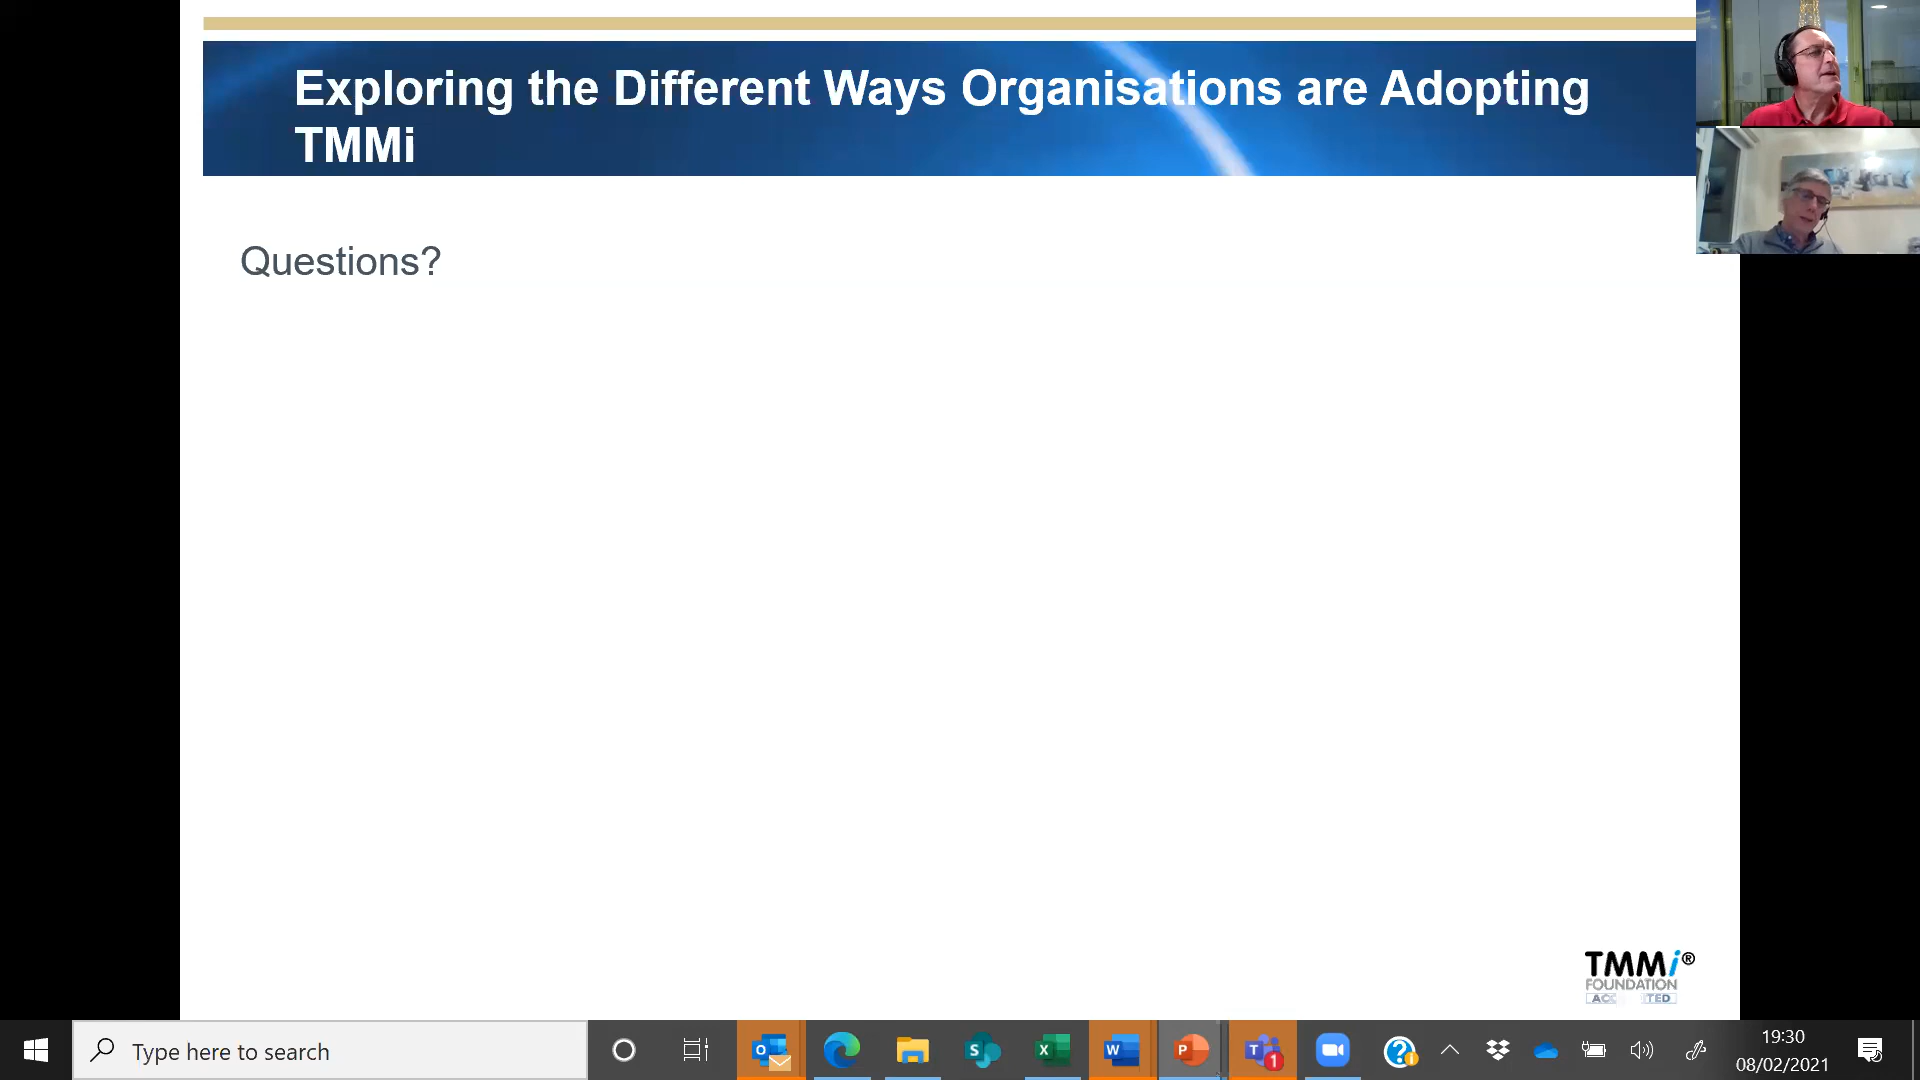 Exploring the Different Ways Organisations are Adopting
TMMi
Questions?
TMMi®
FOUNDATION
Type here to search
19:30
08/02/2021
1